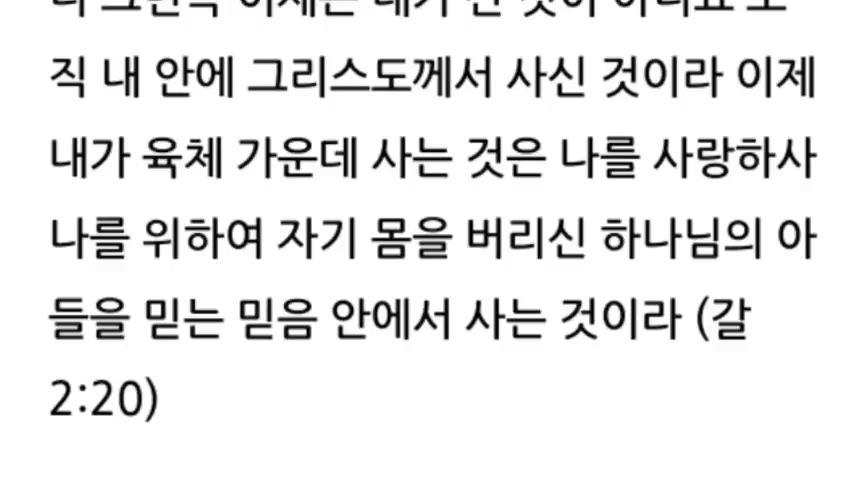 직 내 안에 그리스도께서 사신 것이라 이제
내가 육체 가운데 사는 것은 나를 사랑하사
나를 위하여 자기 몸을 버리신 하나님의 아
들을 믿는 믿음 안에서 사는 것이라 (갈
2:20)